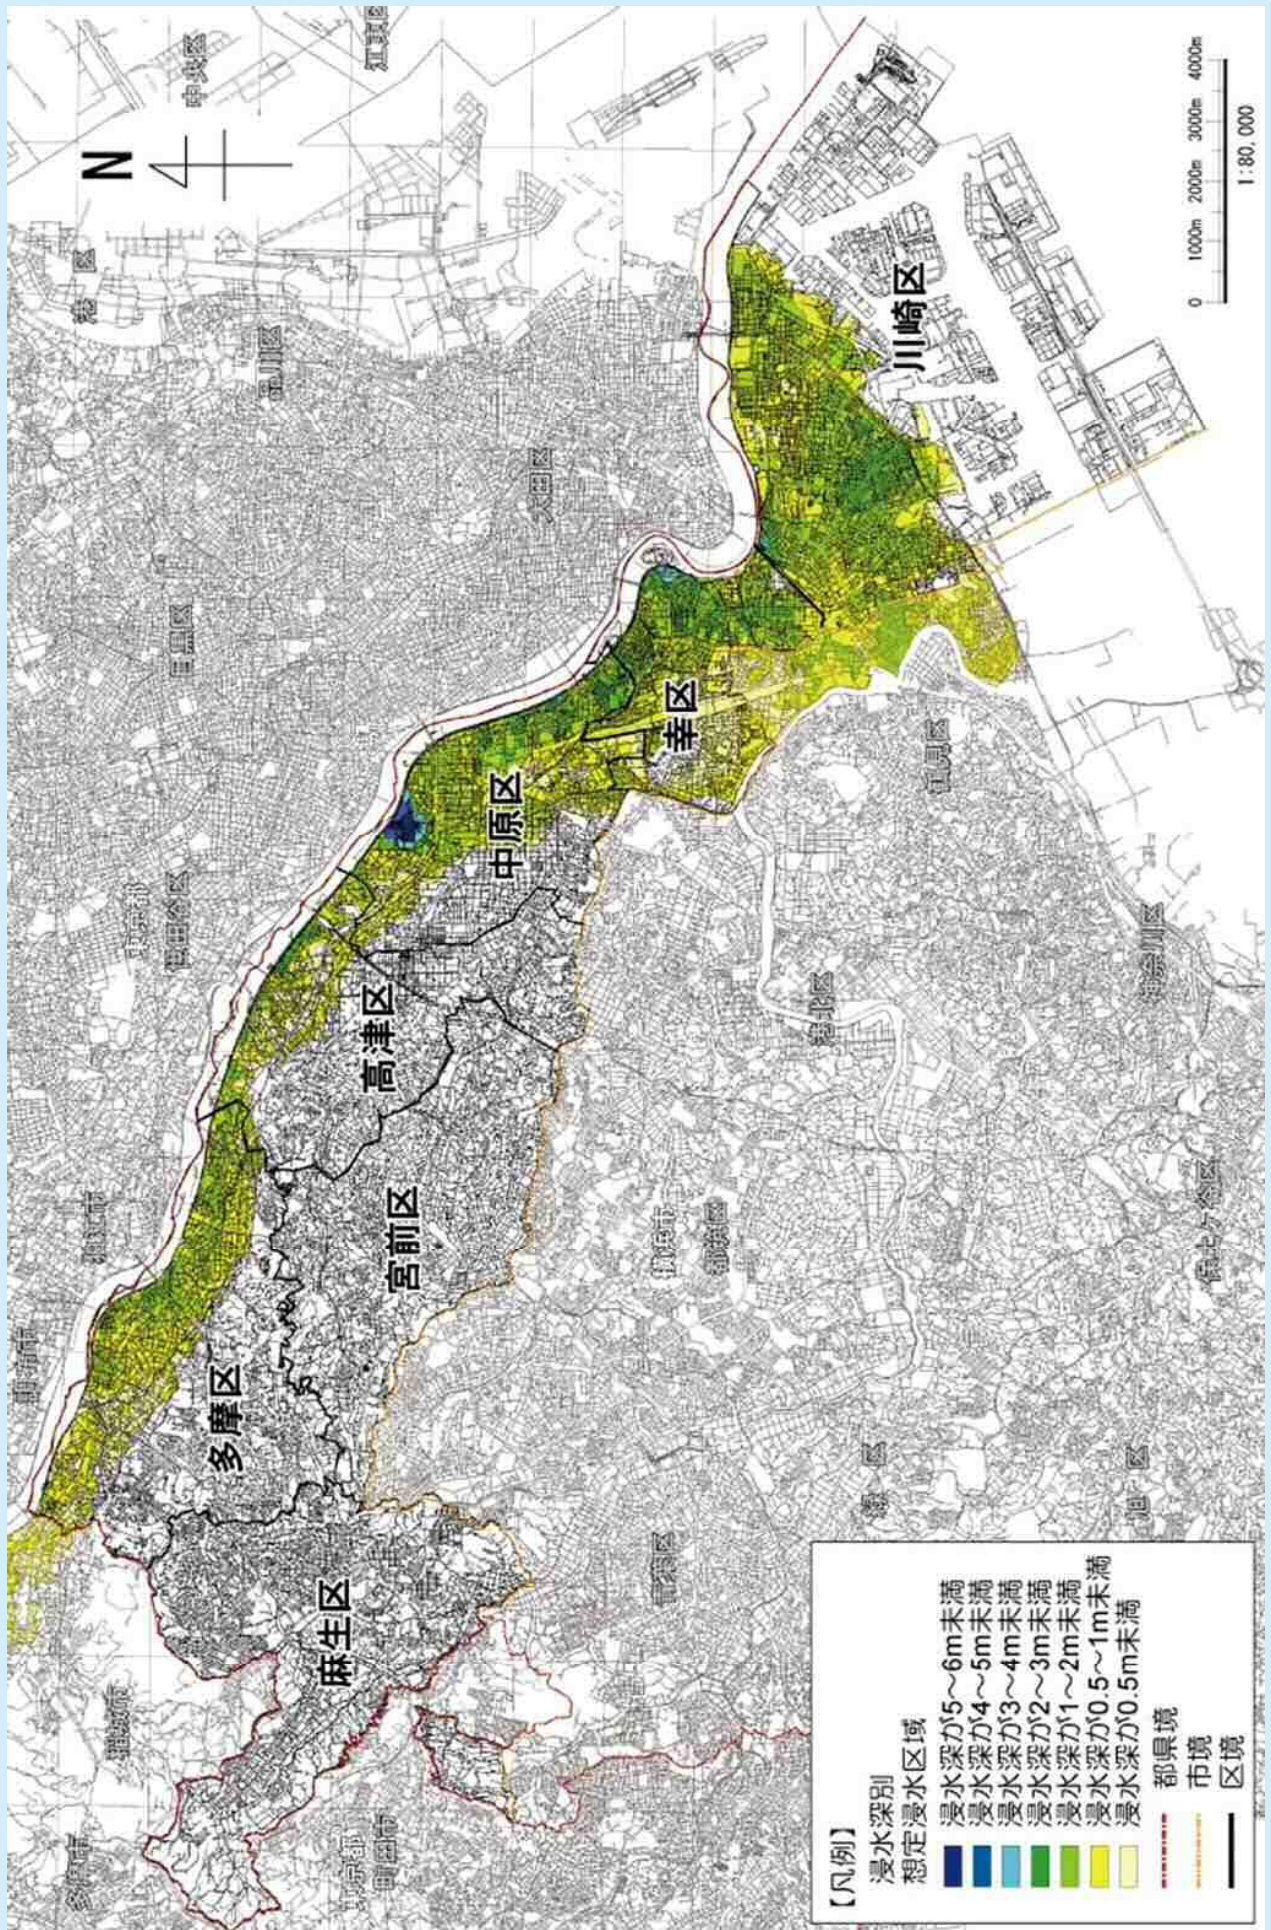 N
中央区
江東区
港 区
品川区
大田区
目黒区
東京都
世田谷区
狛江市
調布市
稲城市
多摩市
東京都
町田市
川崎区
幸区
中原区
高津区
宮前区
多摩区
麻生区
鶴見区
神奈川区
港北区
横浜市
都筑区
保土ケ谷区
緑 区
旭 区
青葉区
0 1000m 2000m 3000m 4000m
1:80,000
【凡例】
浸水深別
想定浸水区域
浸水深が5～6m未満
浸水深が4～5m未満
浸水深が3～4m未満
浸水深が2～3m未満
浸水深が1～2m未満
浸水深が0.5～1m未満
浸水深が0.5m未満
都県境
市境
区境